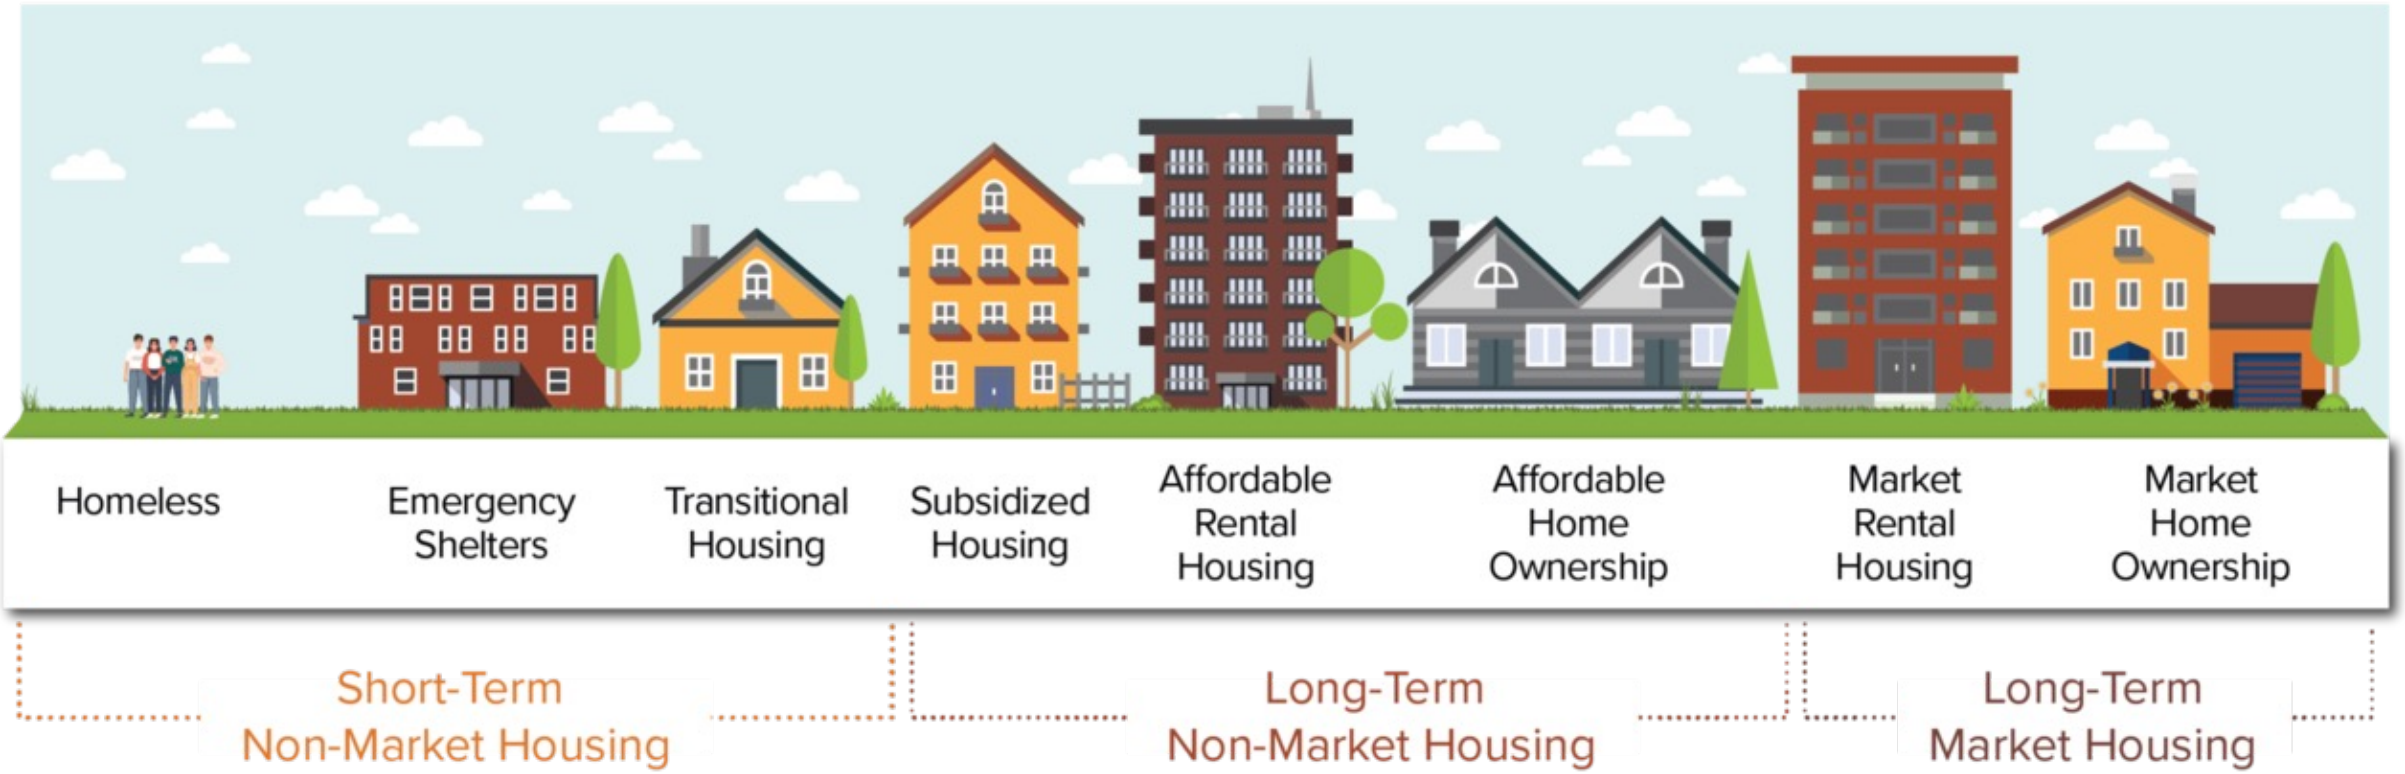 Homeless
Emergency
Shelters
Transitional
Housing
Subsidized
Housing
Affordable
Rental
Housing
Affordable
Home
Ownership
Market
Rental
Housing
Market
Home
Ownership
Short-Term
Non-Market Housing
Long-Term
Non-Market Housing
Long-Term
Market Housing